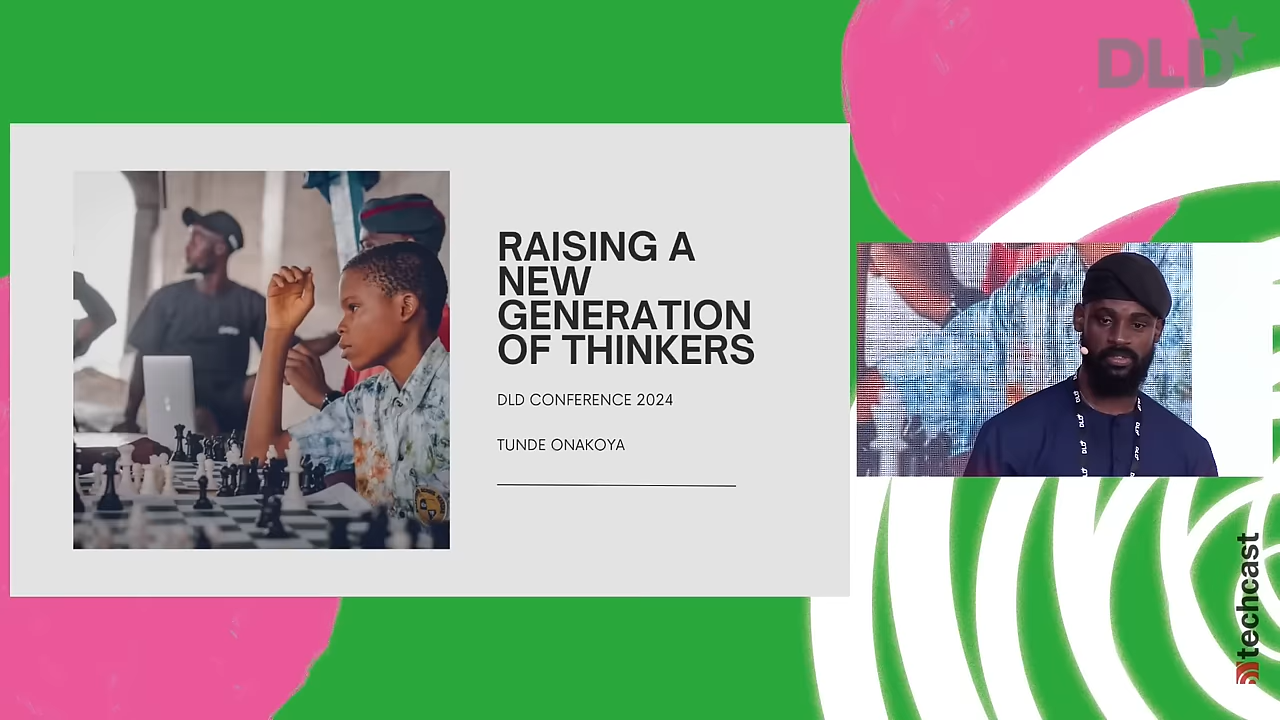 DLD
RAISING A
NEW
GENERATION
OF THINKERS
DLD CONFERENCE 2024
TUNDE ONAKOYA
techcast